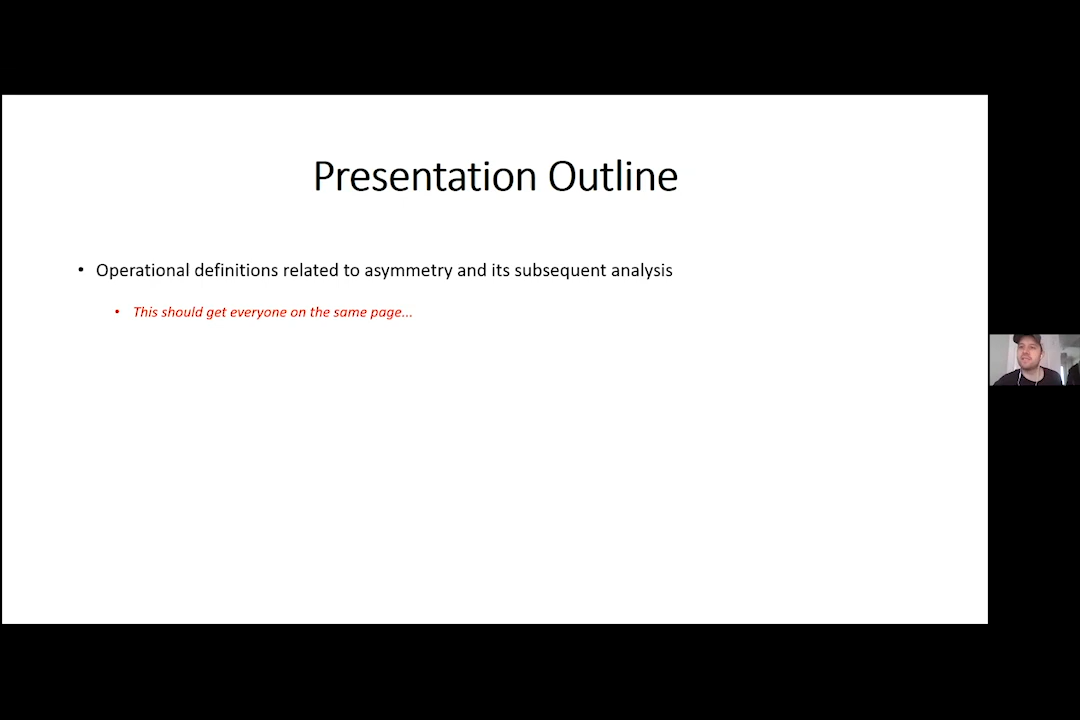 Presentation Outline
• Operational definitions related to asymmetry and its subsequent analysis
• This should get everyone on the same page...